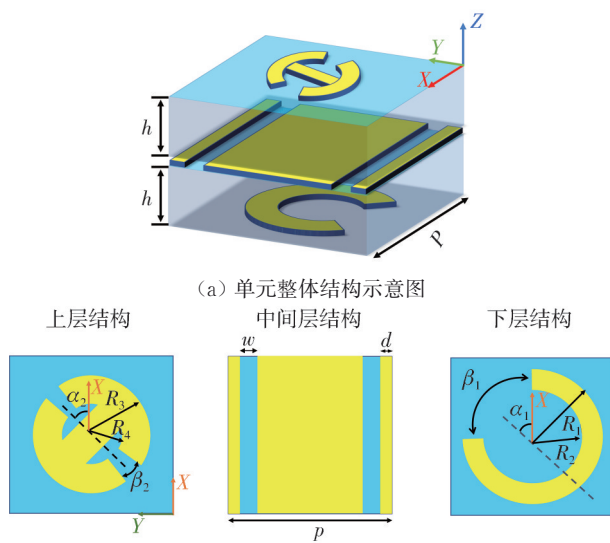 Z
Y
X
h
h
p
(a) 单元整体结构示意图
上层结构 中间层结构 下层结构
α₂ X R₃ R₄ β₂ X Y
w d p
β₁ α₁ X R₁ R₂